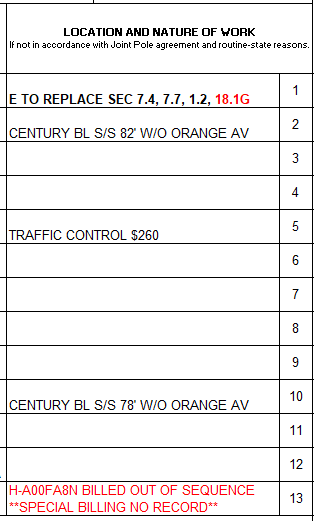 LOCATION AND NATURE OF WORK
If not in accordance with Joint Pole agreement and routine-state reasons.
E TO REPLACE SEC 7.4, 7.7, 1.2, 18.1G 1
CENTURY BL S/S 82' W/O ORANGE AV 2
3
4
TRAFFIC CONTROL $260 5
6
7
8
9
CENTURY BL S/S 78' W/O ORANGE AV 10
11
12
H-A00FA8N BILLED OUT OF SEQUENCE 13
**SPECIAL BILLING NO RECORD**